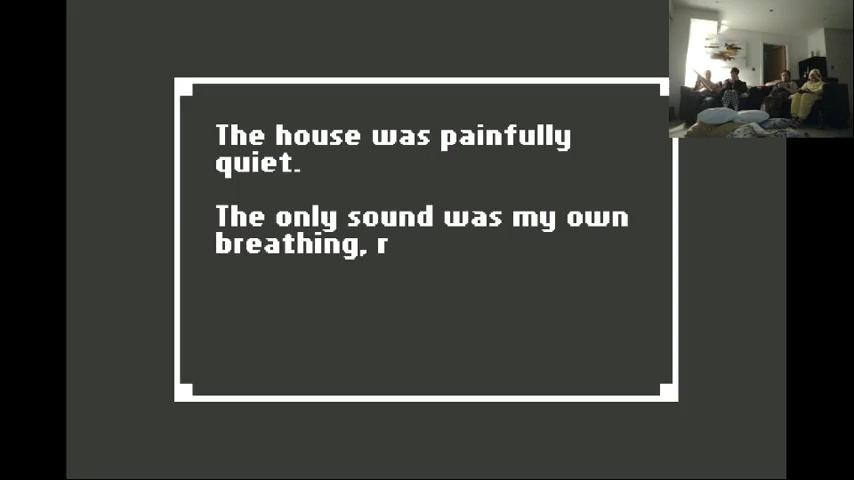 The house was painfully
quiet.
The only sound was my own
breathing, r